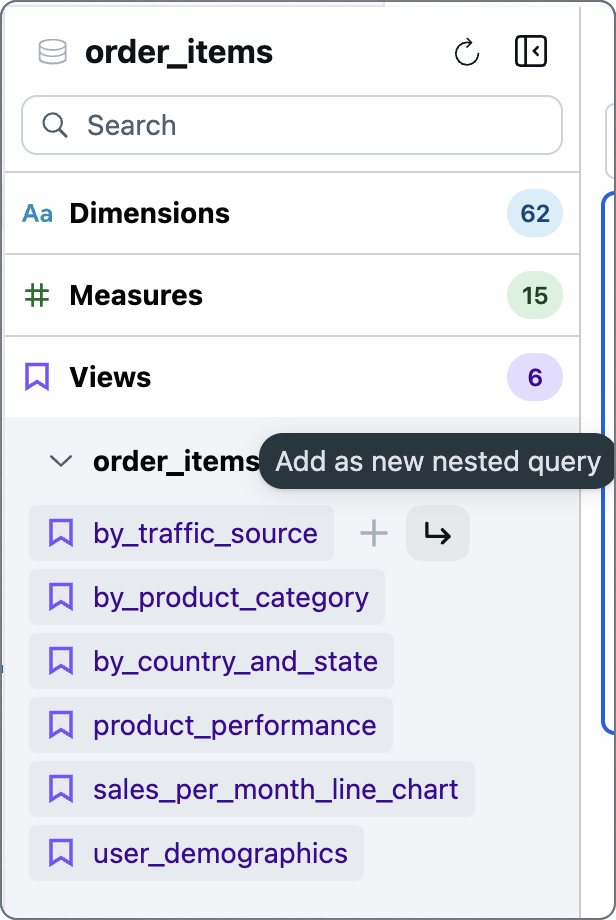 order_items
Search
Aa Dimensions 62
Measures 15
Views 6
order_items
Add as new nested query
by_traffic_source
by_product_category
by_country_and_state
product_performance
sales_per_month_line_chart
user_demographics